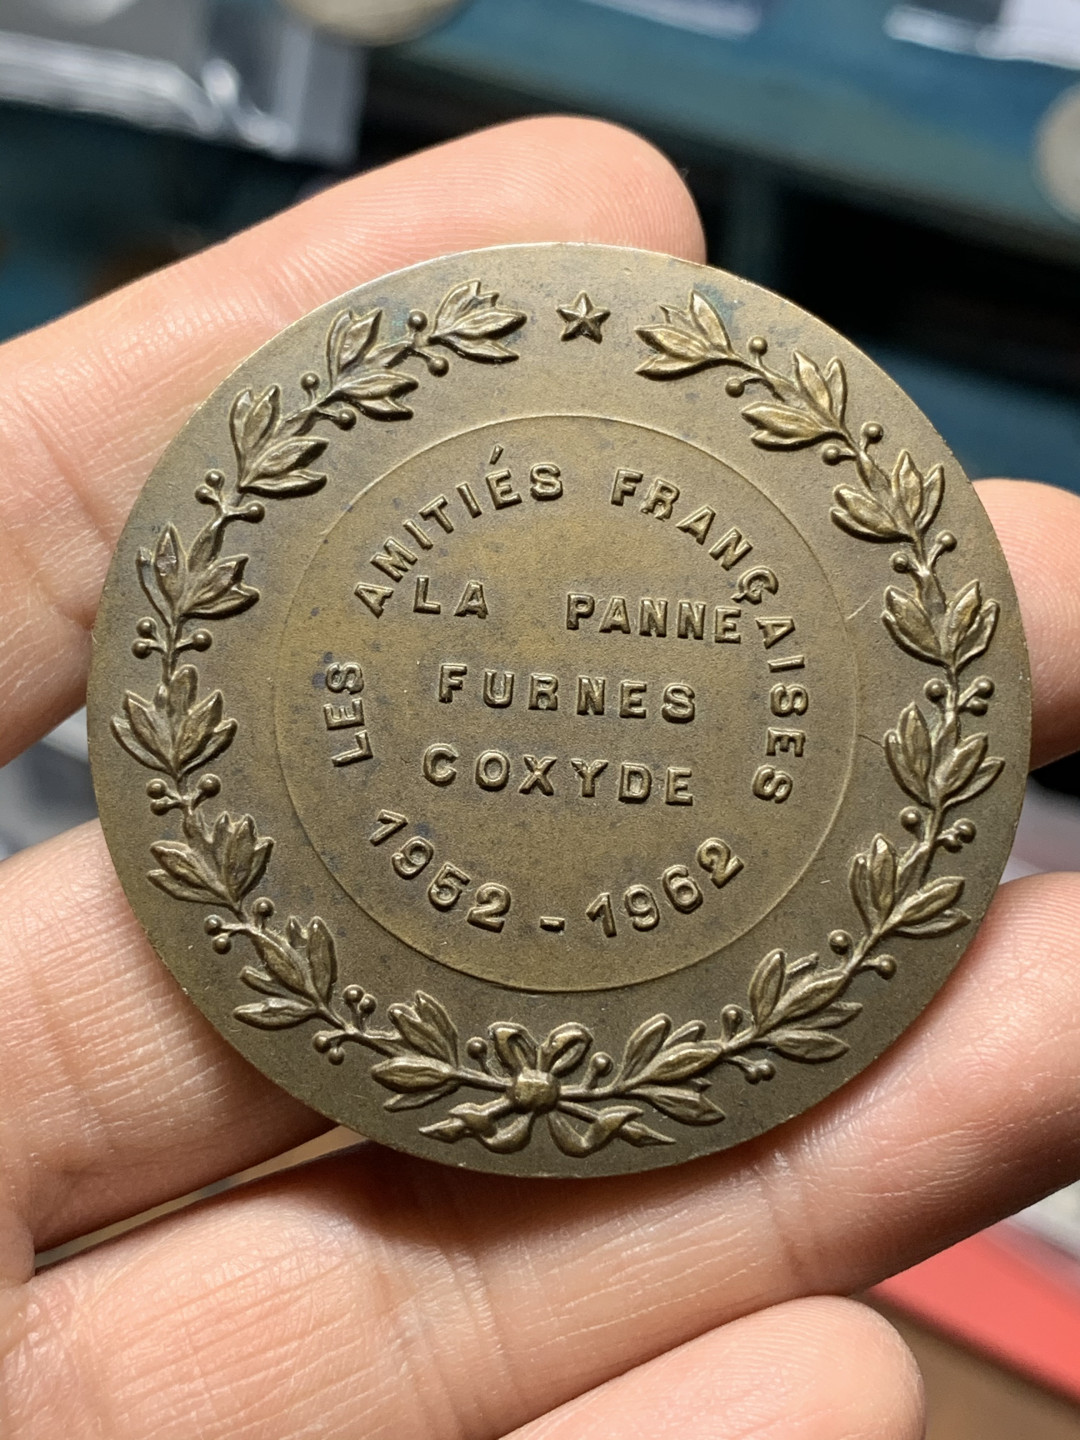 LES AMITIÉS FRANÇAISES
LA PANNE
FURNES
COXYDE
1952 - 1962